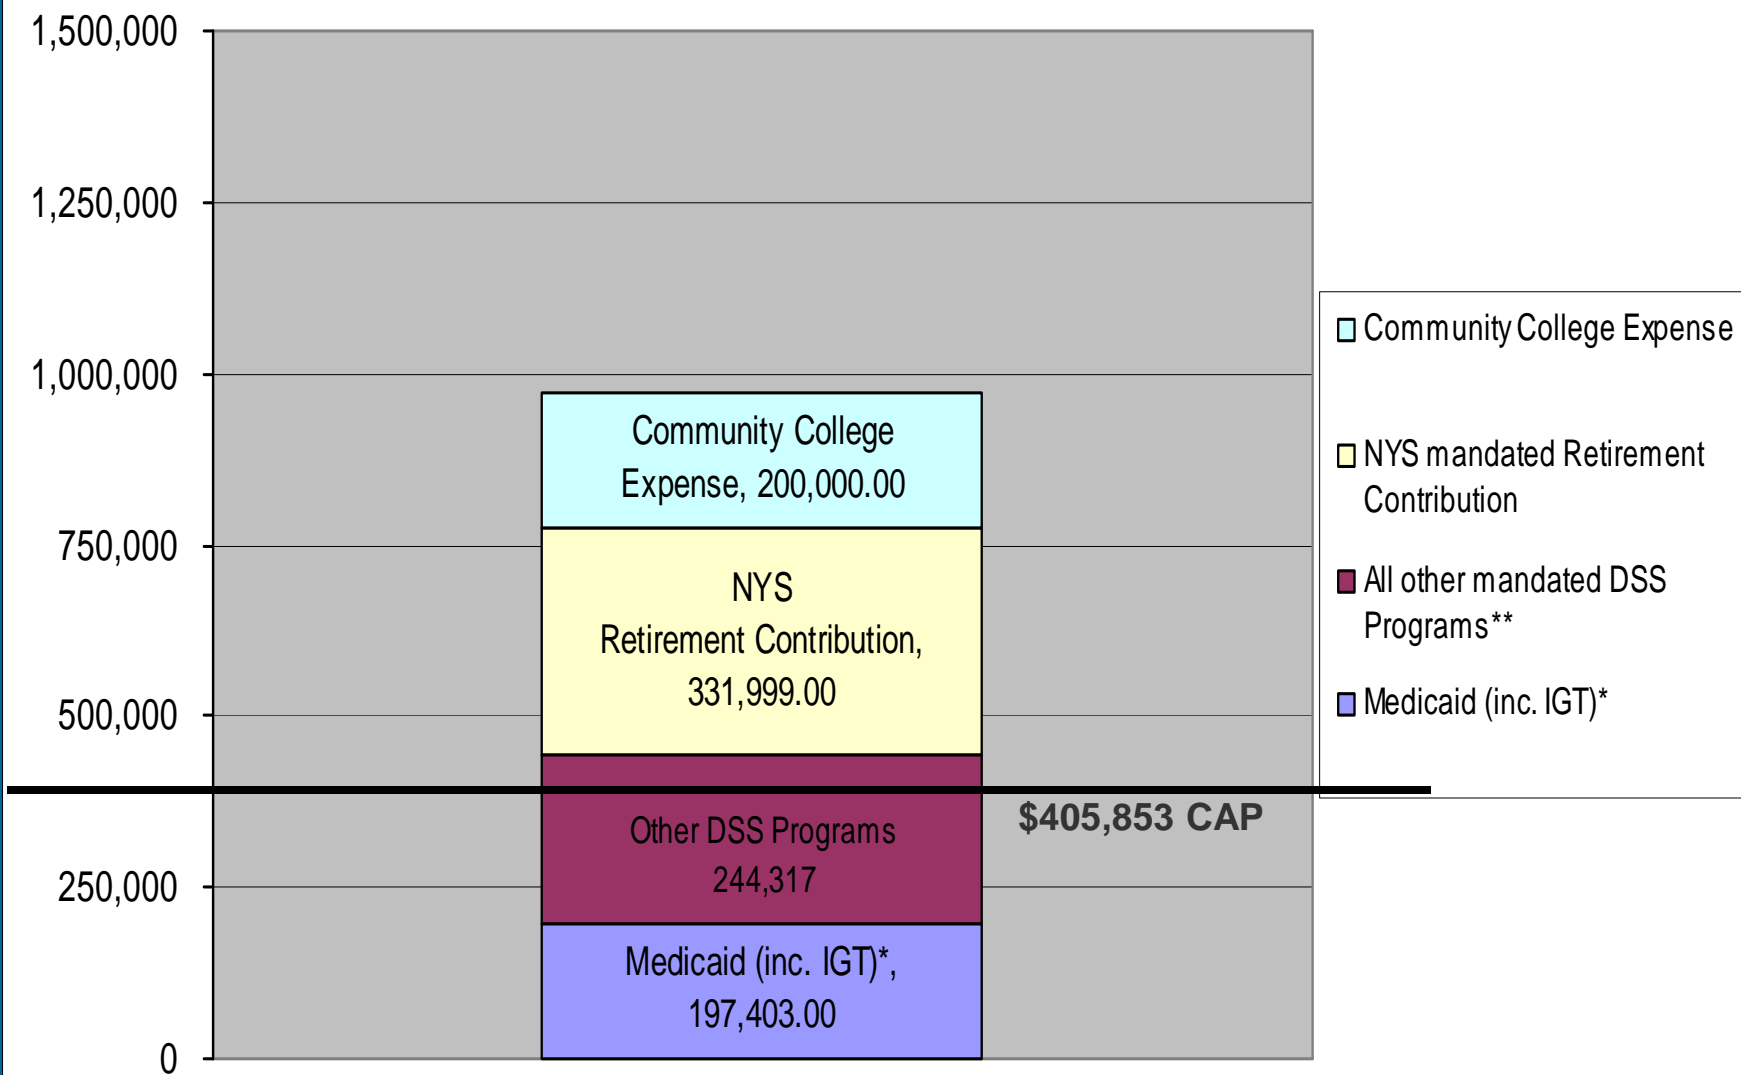 1,500,000
1,250,000
1,000,000
750,000
500,000
250,000
0
Community College
Expense, 200,000.00
NYS
Retirement Contribution,
331,999.00
Other DSS Programs
244,317
Medicaid (inc. IGT)*,
197,403.00
$405,853 CAP
Community College Expense
NYS mandated Retirement
Contribution
All other mandated DSS
Programs**
Medicaid (inc. IGT)*